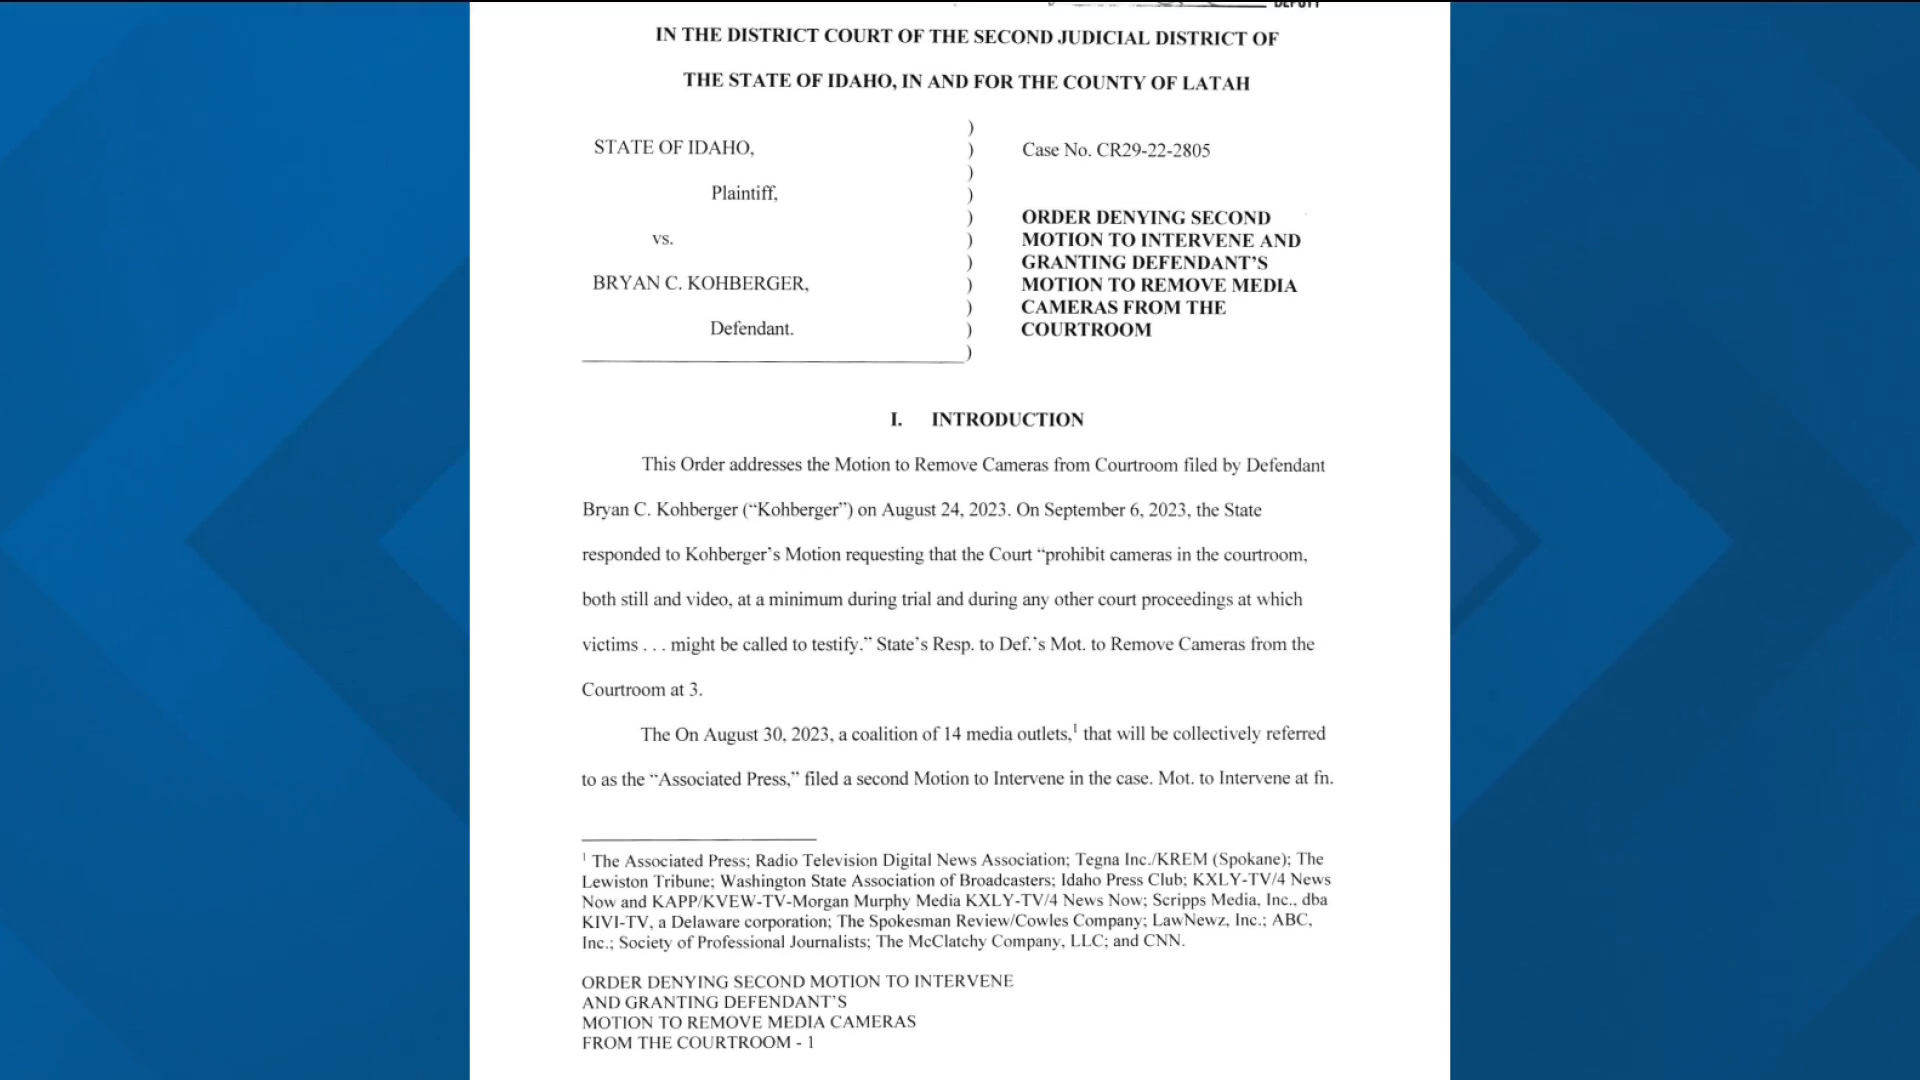 DEPUTY
IN THE DISTRICT COURT OF THE SECOND JUDICIAL DISTRICT OF
THE STATE OF IDAHO, IN AND FOR THE COUNTY OF LATAH
STATE OF IDAHO,
Plaintiff,
vs.
BRYAN C. KOHBERGER,
Defendant.
)
)
)
)
)
)
)
)
)
)
)
Case No. CR29-22-2805
ORDER DENYING SECOND
MOTION TO INTERVENE AND
GRANTING DEFENDANT’S
MOTION TO REMOVE MEDIA
CAMERAS FROM THE
COURTROOM
I. INTRODUCTION
This Order addresses the Motion to Remove Cameras from Courtroom filed by Defendant
Bryan C. Kohberger (“Kohberger”) on August 24, 2023. On September 6, 2023, the State
responded to Kohberger’s Motion requesting that the Court “prohibit cameras in the courtroom,
both still and video, at a minimum during trial and during any other court proceedings at which
victims . . . might be called to testify.” State’s Resp. to Def.’s Mot. to Remove Cameras from the
Courtroom at 3.
The On August 30, 2023, a coalition of 14 media outlets,1 that will be collectively referred
to as the “Associated Press,” filed a second Motion to Intervene in the case. Mot. to Intervene at fn.
1 The Associated Press; Radio Television Digital News Association; Tegna Inc./KREM (Spokane); The
Lewiston Tribune; Washington State Association of Broadcasters; Idaho Press Club; KXLY-TV/4 News
Now and KAPP/KVEW-TV-Morgan Murphy Media KXLY-TV/4 News Now; Scripps Media, Inc., dba
KIVI-TV, a Delaware corporation; The Spokesman Review/Cowles Company; LawNewz, Inc.; ABC,
Inc.; Society of Professional Journalists; The McClatchy Company, LLC; and CNN.
ORDER DENYING SECOND MOTION TO INTERVENE
AND GRANTING DEFENDANT’S
MOTION TO REMOVE MEDIA CAMERAS
FROM THE COURTROOM - 1